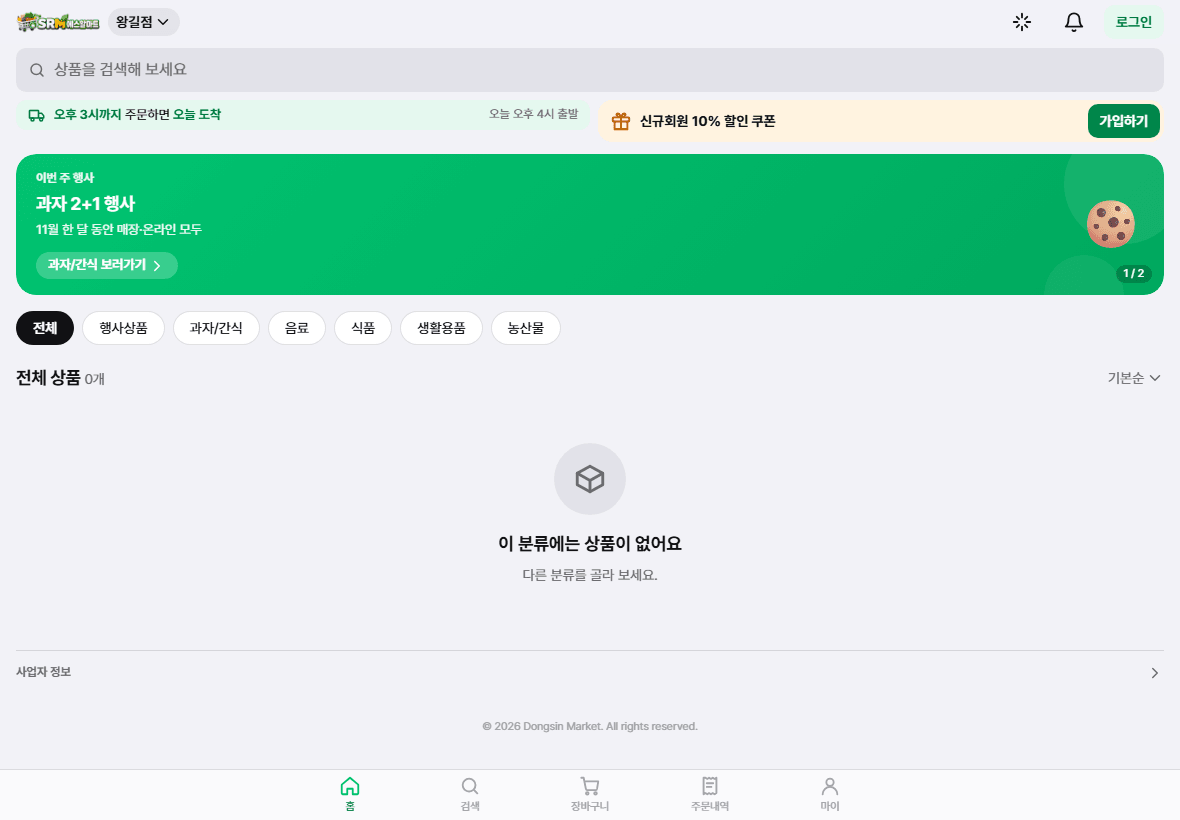 SRM에스알마트
왕길점
로그인
상품을 검색해 보세요
오후 3시까지 주문하면 오늘 도착
오늘 오후 4시 출발
신규회원 10% 할인 쿠폰
가입하기
이번 주 행사
과자 2+1 행사
11월 한 달 동안 매장·온라인 모두
과자/간식 보러가기
1 / 2
전체
행사상품
과자/간식
음료
식품
생활용품
농산물
전체 상품 0개
기본순
이 분류에는 상품이 없어요
다른 분류를 골라 보세요.
사업자 정보
© 2026 Dongsin Market. All rights reserved.
홈
검색
장바구니
주문내역
마이